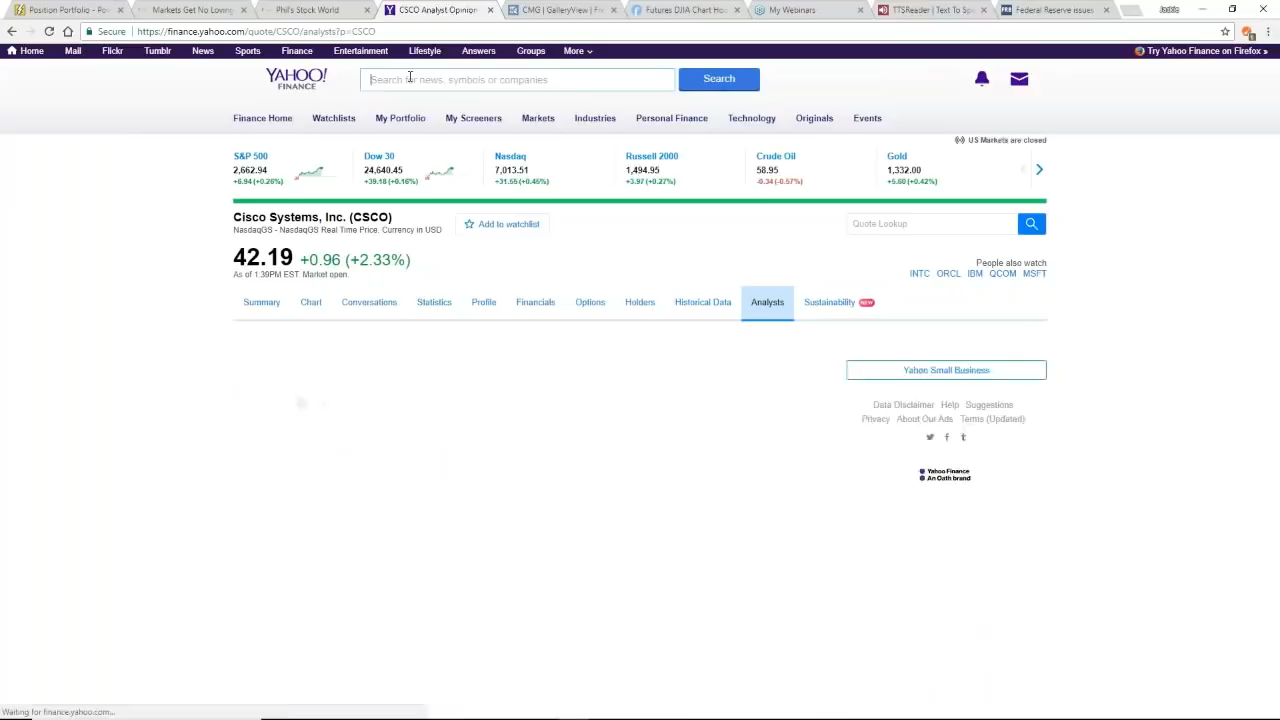 Position Portfolio - Po
Markets Get No Loving
Phil's Stock World
CSCO Analyst Opinion
CMG | GalleryView | F
Futures DJIA Chart Ho
My Webinars
TTSReader | Text To Sp
Federal Reserve issues
Secure https://finance.yahoo.com/quote/CSCO/analysts?p=CSCO
Home Mail Flickr Tumblr News Sports Finance Entertainment Lifestyle Answers Groups More Try Yahoo Finance on Firefox »
YAHOO!
FINANCE
Search for news, symbols or companies
Search
Finance Home Watchlists My Portfolio My Screeners Markets Industries Personal Finance Technology Originals Events
US Markets are closed
S&P 500
2,662.94
+6.94 (+0.26%)
Dow 30
24,640.45
+39.18 (+0.16%)
Nasdaq
7,013.51
+31.55 (+0.45%)
Russell 2000
1,494.95
+3.97 (+0.27%)
Crude Oil
58.95
-0.34 (-0.57%)
Gold
1,332.00
+5.60 (+0.42%)
Cisco Systems, Inc. (CSCO)
NasdaqGS - NasdaqGS Real Time Price. Currency in USD
Add to watchlist
Quote Lookup
42.19 +0.96 (+2.33%)
As of 1:39PM EST. Market open.
People also watch
INTC ORCL IBM QCOM MSFT
Summary Chart Conversations Statistics Profile Financials Options Holders Historical Data Analysts Sustainability NEW
Yahoo Small Business
Data Disclaimer Help Suggestions
Privacy About Our Ads Terms (Updated)
Yahoo Finance
An Oath brand
Waiting for finance.yahoo.com...